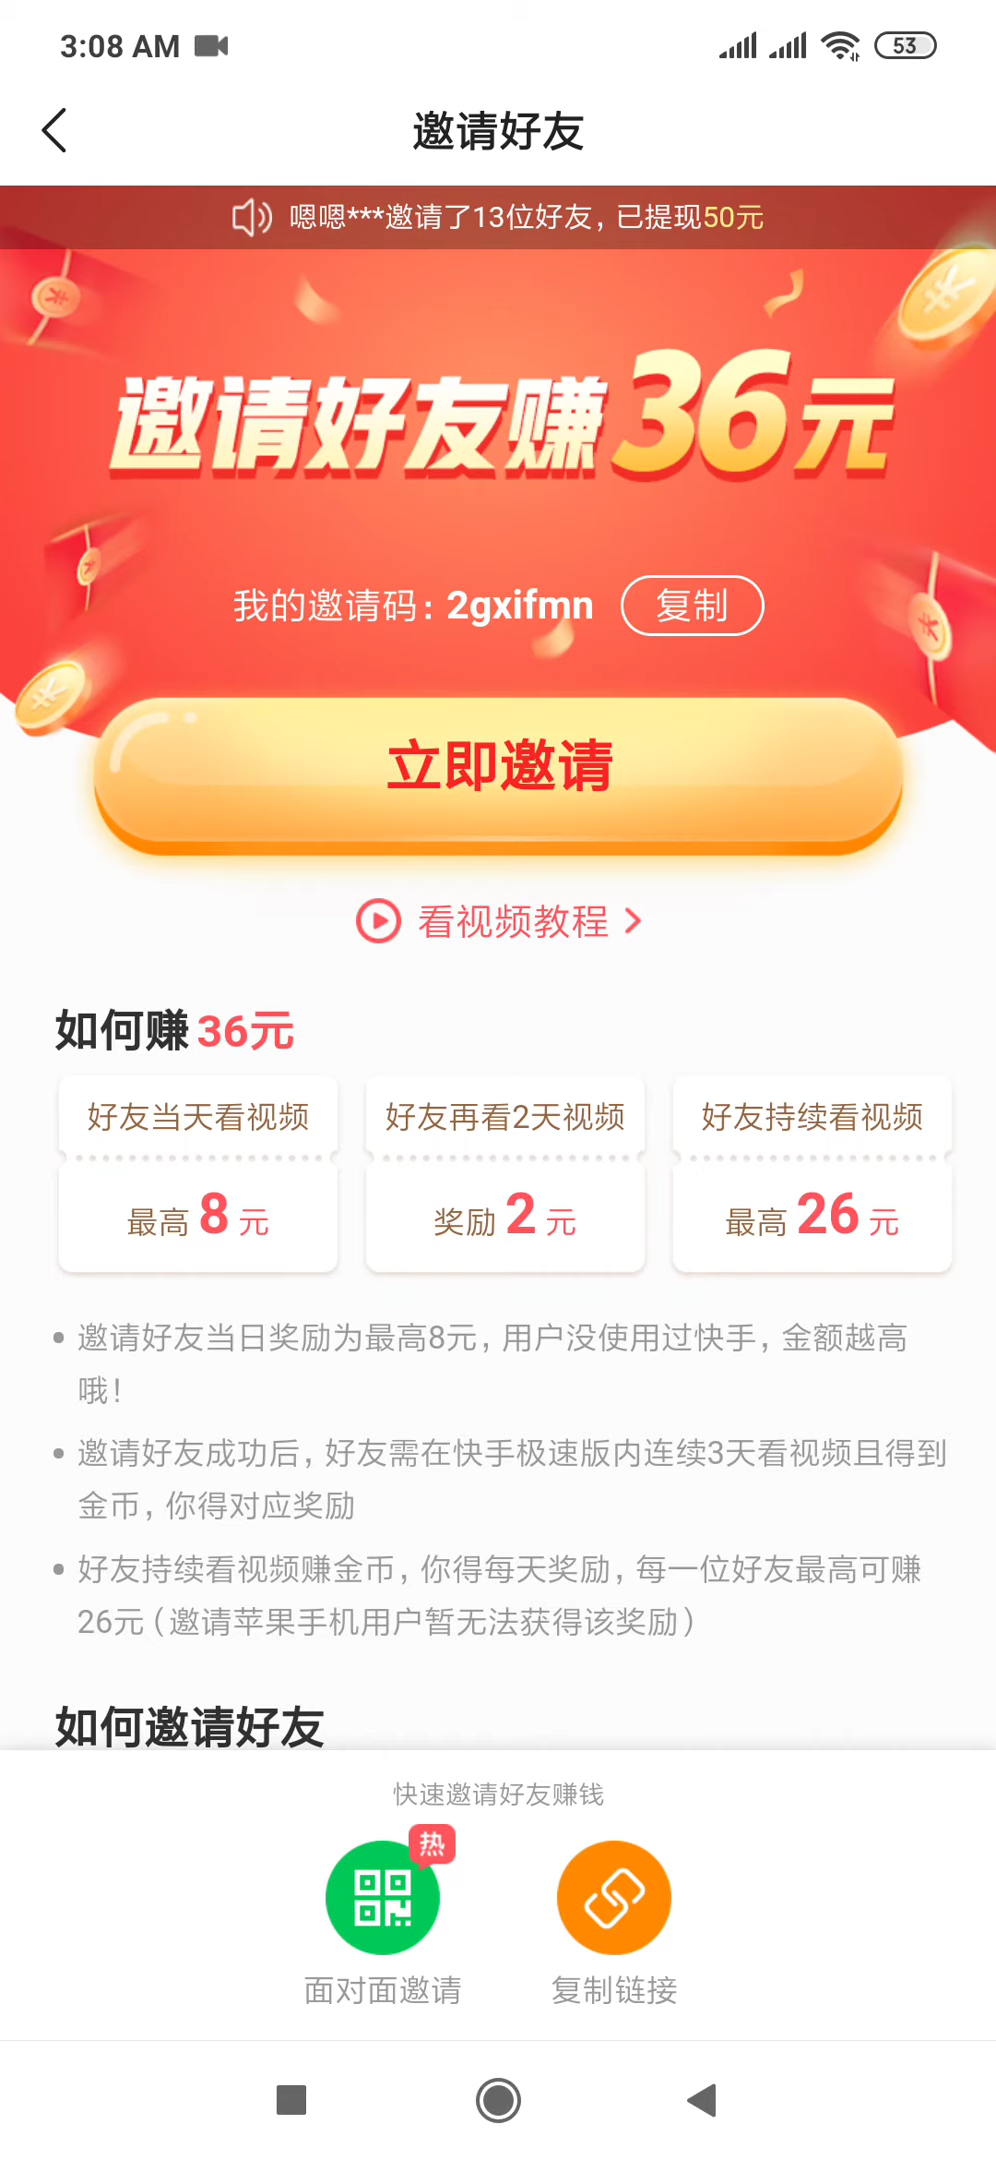 3:08 AM
53
邀请好友
嗯嗯***邀请了13位好友，已提现50元
邀请好友赚36元
我的邀请码：2gxifmn 复制
立即邀请
看视频教程
如何赚36元
好友当天看视频
最高 8 元
好友再看2天视频
奖励 2 元
好友持续看视频
最高 26 元
• 邀请好友当日奖励为最高8元，用户没使用过快手，金额越高
哦！
• 邀请好友成功后，好友需在快手极速版内连续3天看视频且得到
金币，你得对应奖励
• 好友持续看视频赚金币，你得每天奖励，每一位好友最高可赚
26元（邀请苹果手机用户暂无法获得该奖励）
如何邀请好友
快速邀请好友赚钱
热
面对面邀请
复制链接